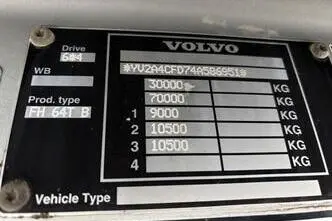 VOLVO
Drive
6*4
*YV2A4CFD74A586951*
WB
30000 KG
Prod. type
70000 KG
FH 64T B
1 9000 KG
2 10500 KG
3 10500 KG
4 KG
Vehicle Type